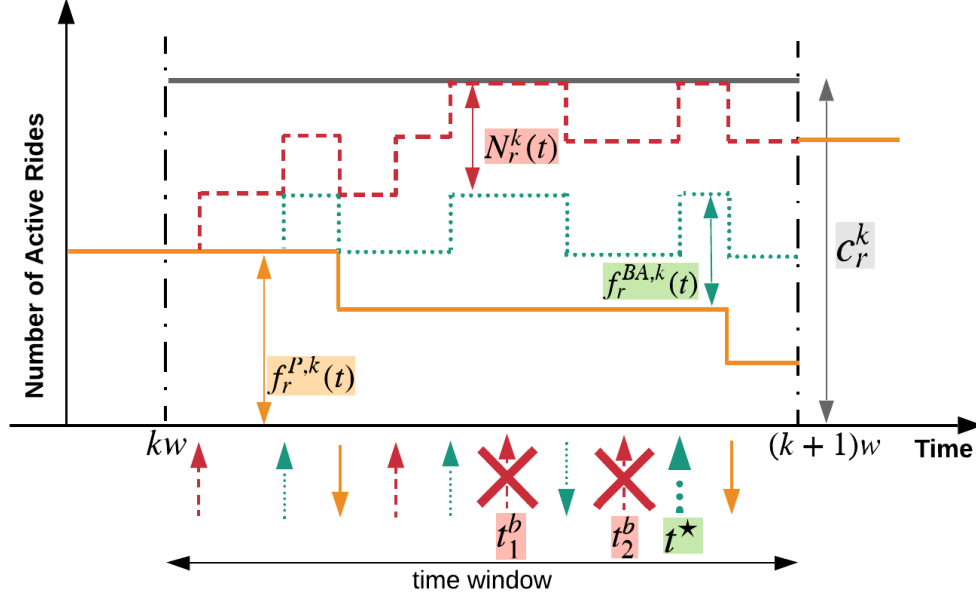 Number of Active Rides
N_r^k(t)
c_r^k
f_r^{BA,k}(t)
f_r^{P,k}(t)
kw
(k + 1)w
Time
t_1^b
t_2^b
t^★
time window